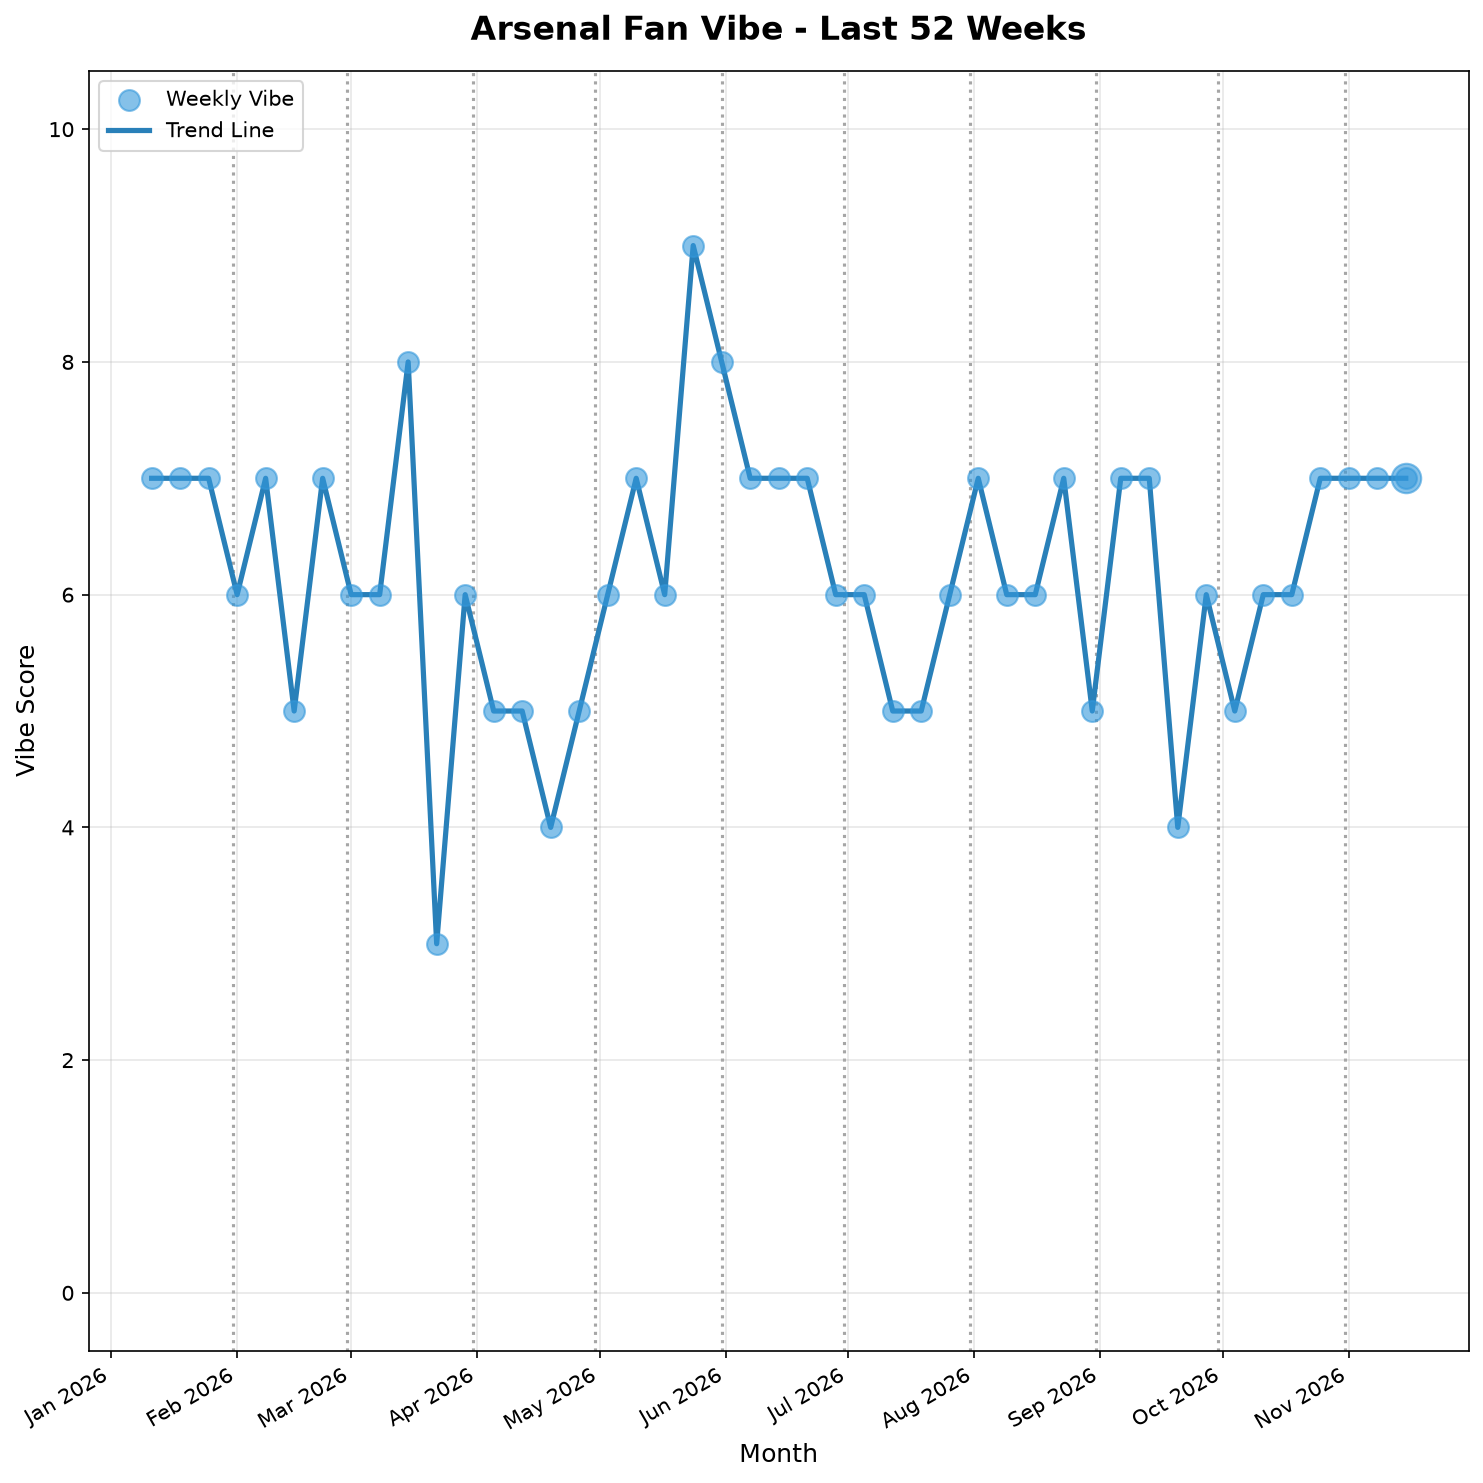 Arsenal Fan Vibe - Last 52 Weeks
Weekly Vibe
Trend Line
10
8
6
4
2
0
Vibe Score
Jan 2026
Feb 2026
Mar 2026
Apr 2026
May 2026
Jun 2026
Jul 2026
Aug 2026
Sep 2026
Oct 2026
Nov 2026
Month